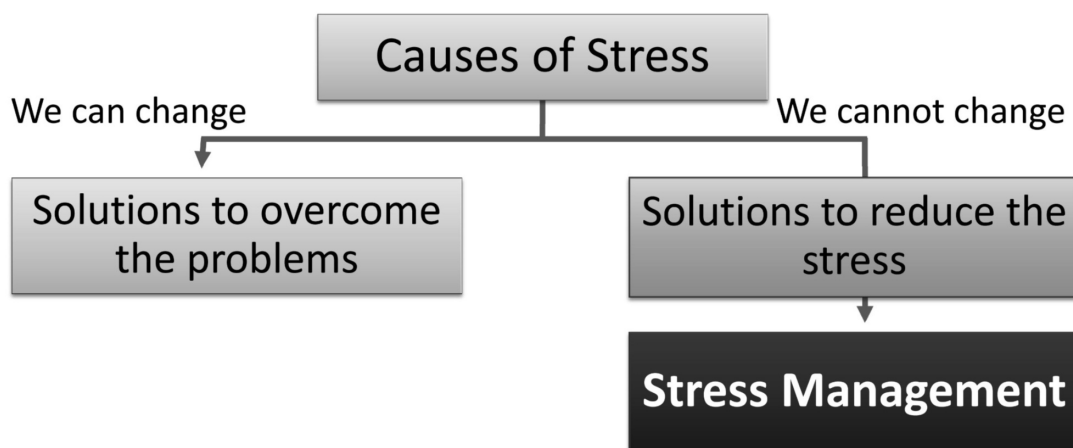 Causes of Stress
We can change
We cannot change
Solutions to overcome
the problems
Solutions to reduce the
stress
Stress Management